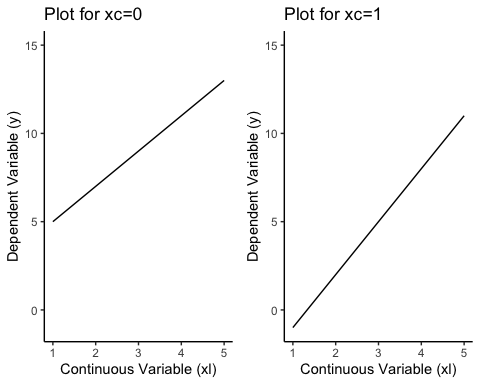 Plot for xc=0
Dependent Variable (y)
15
10
5
0
1 2 3 4 5
Continuous Variable (xl)
Plot for xc=1
Dependent Variable (y)
15
10
5
0
1 2 3 4 5
Continuous Variable (xl)